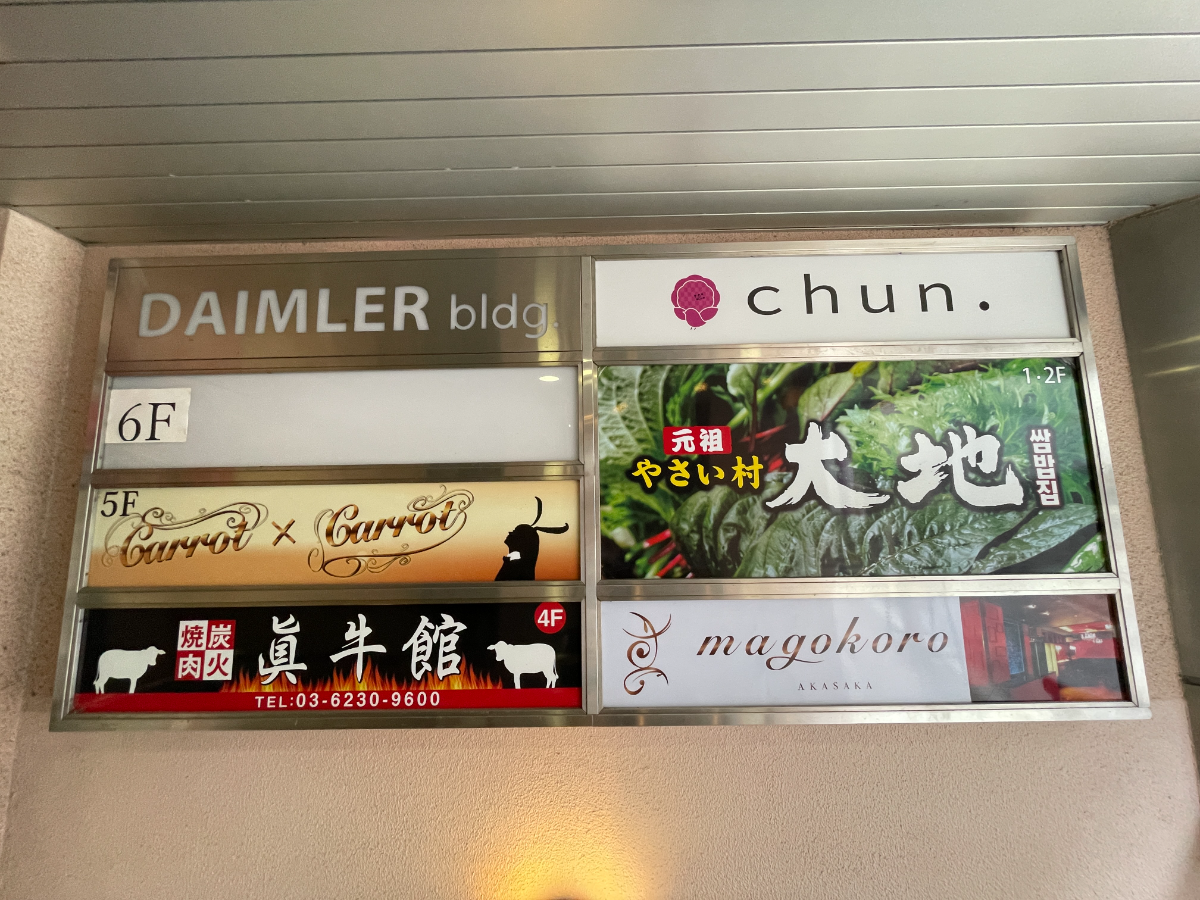 DAIMLER bldg.
6F
5F
Carrot × Carrot
炭火
焼肉
眞牛館
4F
TEL:03-6230-9600
chun.
1・2F
元祖
やさい村
大地
쌈밥집
magokoro
AKASAKA